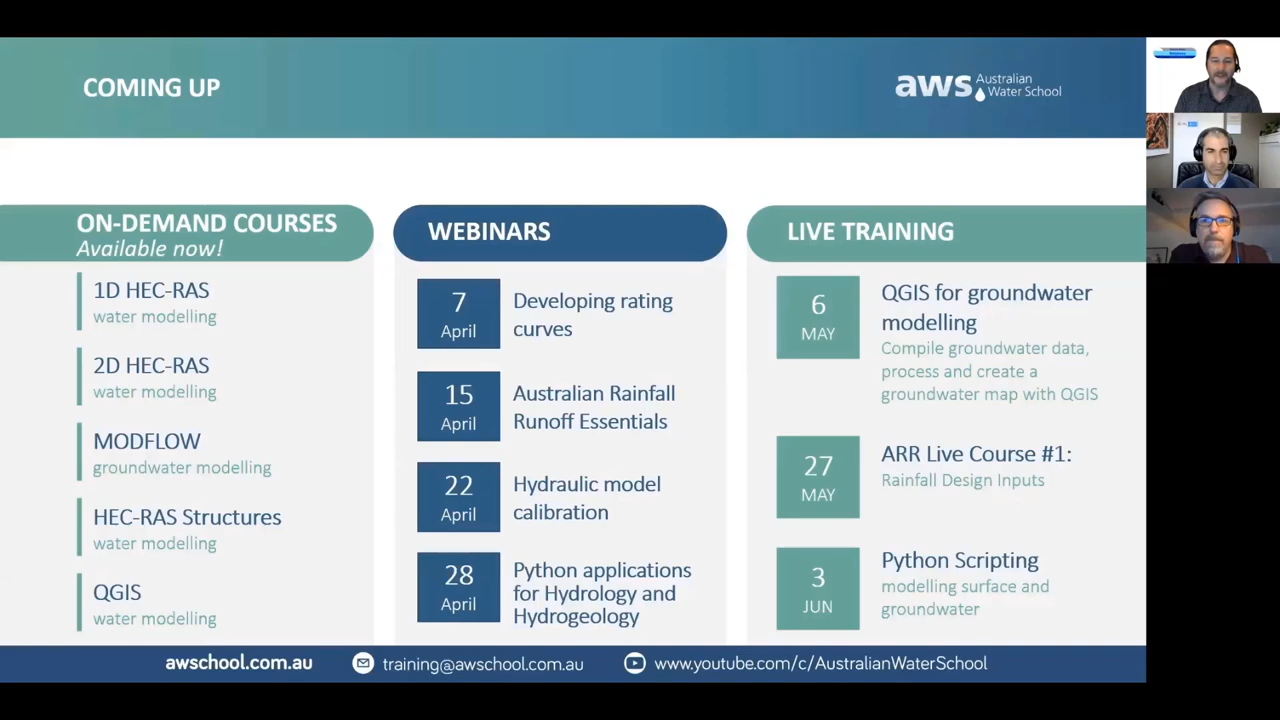 COMING UP
aws Australian
Water School
ON-DEMAND COURSES
Available now!
1D HEC-RAS
water modelling
2D HEC-RAS
water modelling
MODFLOW
groundwater modelling
HEC-RAS Structures
water modelling
QGIS
water modelling
WEBINARS
7
April
Developing rating
curves
15
April
Australian Rainfall
Runoff Essentials
22
April
Hydraulic model
calibration
28
April
Python applications
for Hydrology and
Hydrogeology
LIVE TRAINING
6
MAY
QGIS for groundwater
modelling
Compile groundwater data,
process and create a
groundwater map with QGIS
27
MAY
ARR Live Course #1:
Rainfall Design Inputs
3
JUN
Python Scripting
modelling surface and
groundwater
awschool.com.au
training@awschool.com.au
www.youtube.com/c/AustralianWaterSchool